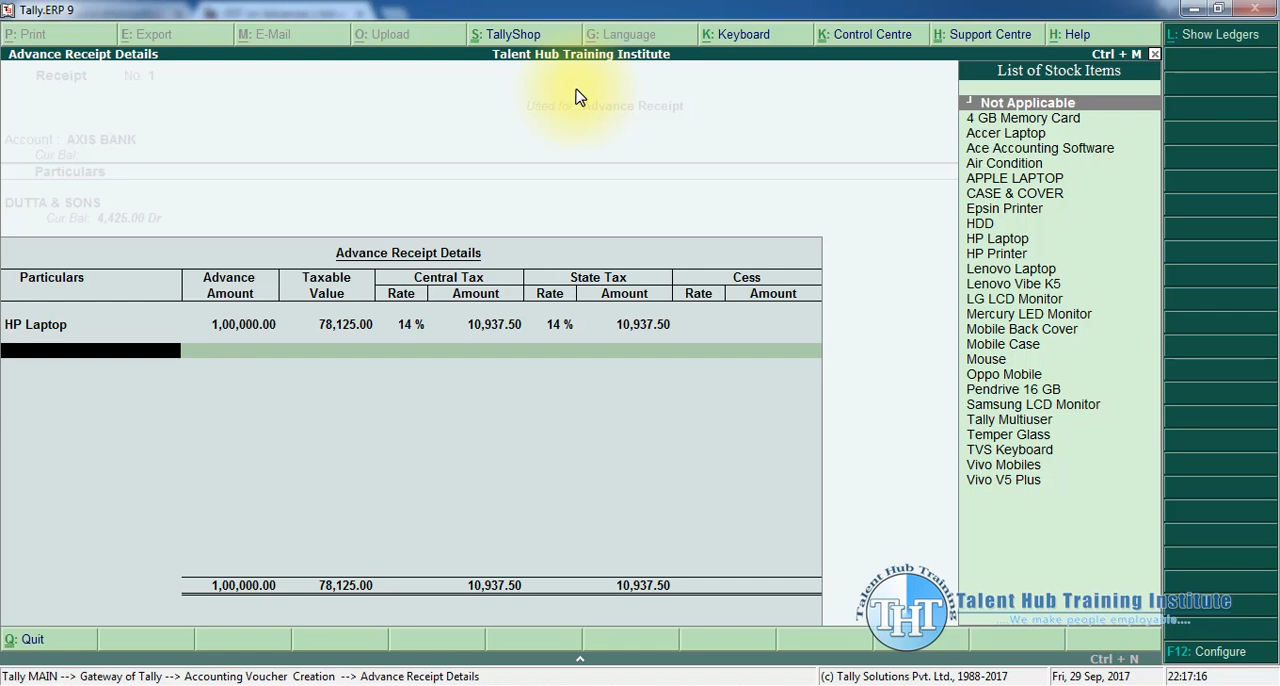 Tally.ERP 9
P: Print
E: Export
M: E-Mail
O: Upload
S: TallyShop
G: Language
K: Keyboard
K: Control Centre
H: Support Centre
H: Help
L: Show Ledgers
Advance Receipt Details
Talent Hub Training Institute
Ctrl + M
Receipt No. 1
Used for Advance Receipt
Account : AXIS BANK
Cur Bal:
Particulars
DUTTA & SONS
Cur Bal: 4,425.00 Dr
Advance Receipt Details
Particulars Advance Amount Taxable Value Central Tax State Tax Cess
Rate Amount Rate Amount Rate Amount
HP Laptop 1,00,000.00 78,125.00 14 % 10,937.50 14 % 10,937.50
1,00,000.00 78,125.00 10,937.50 10,937.50
List of Stock Items
Not Applicable
4 GB Memory Card
Accer Laptop
Ace Accounting Software
Air Condition
APPLE LAPTOP
CASE & COVER
Epsin Printer
HDD
HP Laptop
HP Printer
Lenovo Laptop
Lenovo Vibe K5
LG LCD Monitor
Mercury LED Monitor
Mobile Back Cover
Mobile Case
Mouse
Oppo Mobile
Pendrive 16 GB
Samsung LCD Monitor
Tally Multiuser
Temper Glass
TVS Keyboard
Vivo Mobiles
Vivo V5 Plus
Talent Hub Training
THT
Talent Hub Training Institute
....We make people employable....
Q: Quit
F12: Configure
Ctrl + N
Tally MAIN --> Gateway of Tally --> Accounting Voucher Creation --> Advance Receipt Details
(c) Tally Solutions Pvt. Ltd., 1988-2017
Fri, 29 Sep, 2017
22:17:16